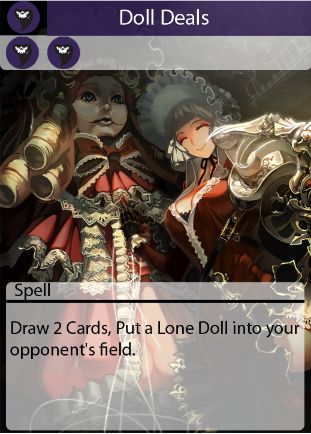 Doll Deals
Spell
Draw 2 Cards, Put a Lone Doll into your
opponent's field.